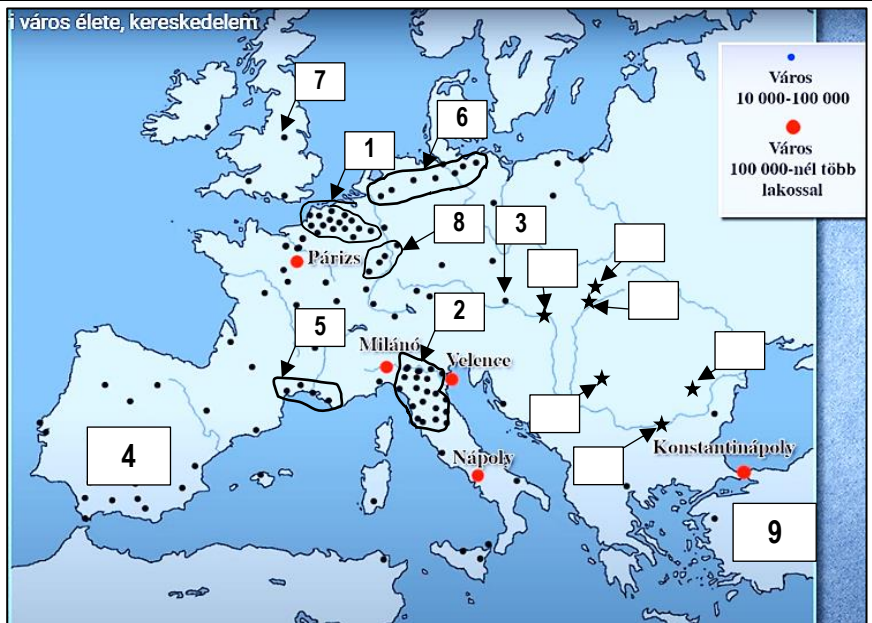 i város élete, kereskedelem
7
Város
10 000-100 000
Város
100 000-nél több
lakossal
6
1
8
3
Párizs
5
2
Milánó
Velence
4
Nápoly
Konstantinápoly
9